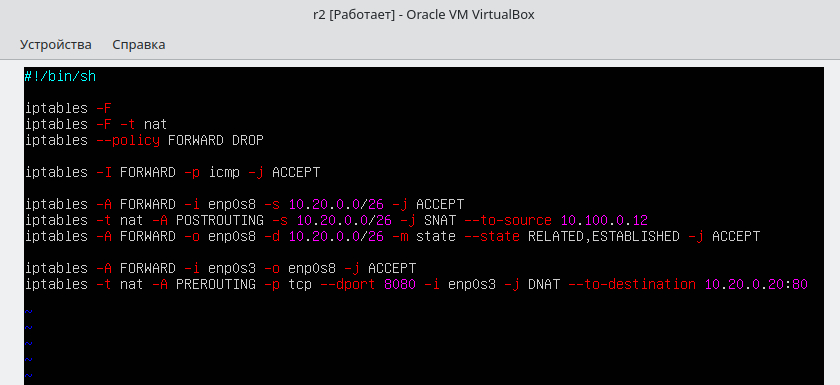 r2 [Работает] - Oracle VM VirtualBox
Устройства Справка
#!/bin/sh
iptables -F
iptables -F -t nat
iptables --policy FORWARD DROP
iptables -I FORWARD -p icmp -j ACCEPT
iptables -A FORWARD -i enp0s8 -s 10.20.0.0/26 -j ACCEPT
iptables -t nat -A POSTROUTING -s 10.20.0.0/26 -j SNAT --to-source 10.100.0.12
iptables -A FORWARD -o enp0s8 -d 10.20.0.0/26 -m state --state RELATED,ESTABLISHED -j ACCEPT
iptables -A FORWARD -i enp0s3 -o enp0s8 -j ACCEPT
iptables -t nat -A PREROUTING -p tcp --dport 8080 -i enp0s3 -j DNAT --to-destination 10.20.0.20:80
~
~
~
~
~